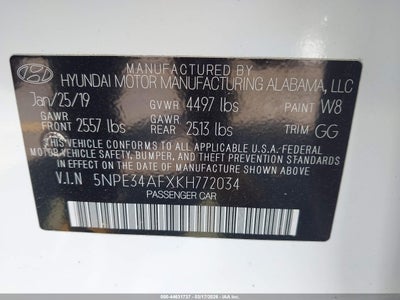 MANUFACTURED BY
HYUNDAI MOTOR MANUFACTURING ALABAMA, LLC
Jan/25/19 GVWR 4497 lbs PAINT W8
GAWR FRONT 2557 lbs GAWR REAR 2513 lbs TRIM GG
THIS VEHICLE CONFORMS TO ALL APPLICABLE U.S.A. FEDERAL
MOTOR VEHICLE SAFETY, BUMPER, AND THEFT PREVENTION STANDARDS
IN EFFECT ON THE DATE OF MANUFACTURE SHOWN ABOVE.
V.I.N 5NPE34AFXKH772034
PASSENGER CAR